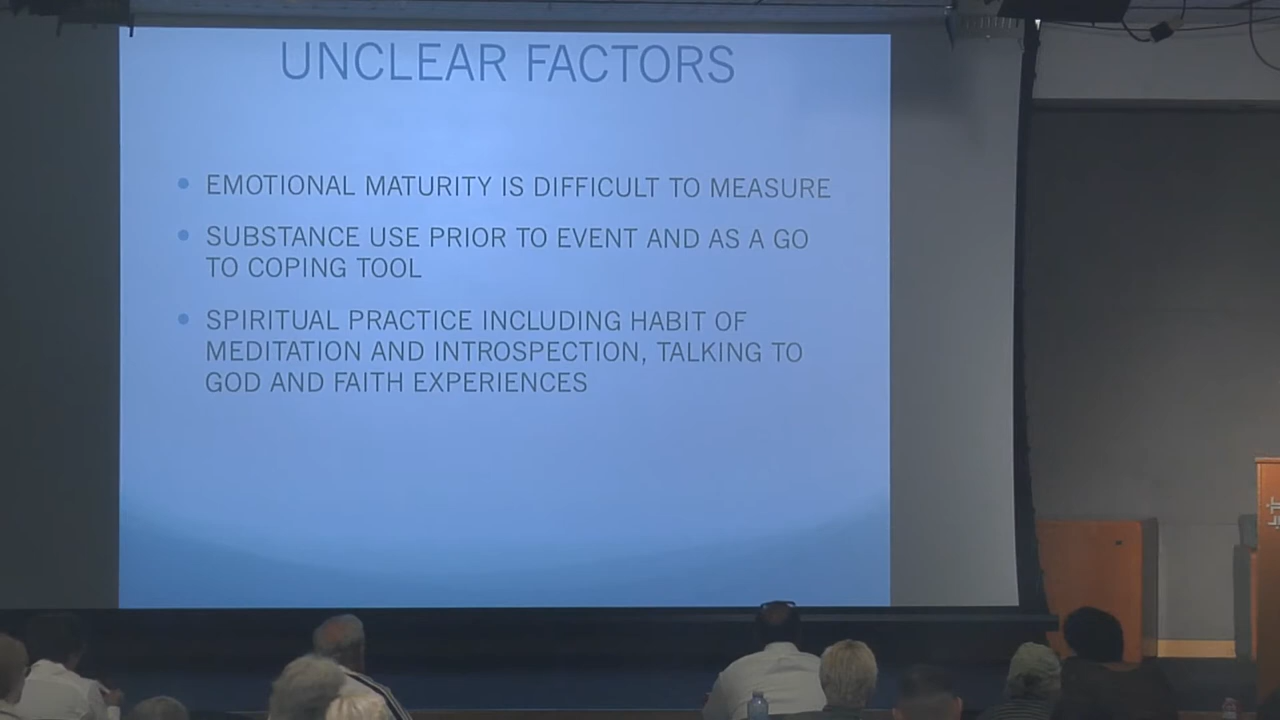 UNCLEAR FACTORS
EMOTIONAL MATURITY IS DIFFICULT TO MEASURE
SUBSTANCE USE PRIOR TO EVENT AND AS A GO
TO COPING TOOL
SPIRITUAL PRACTICE INCLUDING HABIT OF
MEDITATION AND INTROSPECTION, TALKING TO
GOD AND FAITH EXPERIENCES